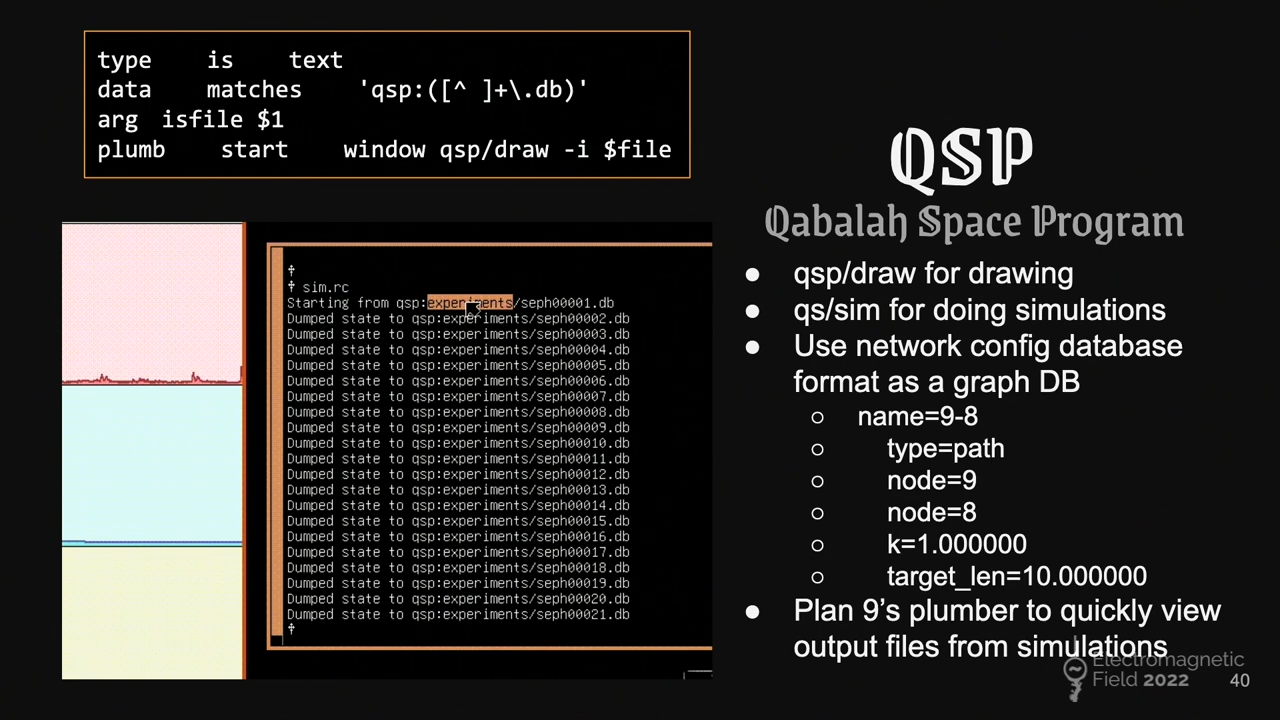 type is text
data matches 'qsp:([^ ]+\.db)'
arg isfile $1
plumb start window qsp/draw -i $file
‡
‡ sim.rc
Starting from qsp:experiments/seph00001.db
Dumped state to qsp:experiments/seph00002.db
Dumped state to qsp:experiments/seph00003.db
Dumped state to qsp:experiments/seph00004.db
Dumped state to qsp:experiments/seph00005.db
Dumped state to qsp:experiments/seph00006.db
Dumped state to qsp:experiments/seph00007.db
Dumped state to qsp:experiments/seph00008.db
Dumped state to qsp:experiments/seph00009.db
Dumped state to qsp:experiments/seph00010.db
Dumped state to qsp:experiments/seph00011.db
Dumped state to qsp:experiments/seph00012.db
Dumped state to qsp:experiments/seph00013.db
Dumped state to qsp:experiments/seph00014.db
Dumped state to qsp:experiments/seph00015.db
Dumped state to qsp:experiments/seph00016.db
Dumped state to qsp:experiments/seph00017.db
Dumped state to qsp:experiments/seph00018.db
Dumped state to qsp:experiments/seph00019.db
Dumped state to qsp:experiments/seph00020.db
Dumped state to qsp:experiments/seph00021.db
‡
QSP
Qabalah Space Program
● qsp/draw for drawing
● qs/sim for doing simulations
● Use network config database
format as a graph DB
○ name=9-8
○ type=path
○ node=9
○ node=8
○ k=1.000000
○ target_len=10.000000
● Plan 9’s plumber to quickly view
output files from simulations
Electromagnetic
Field 2022
40